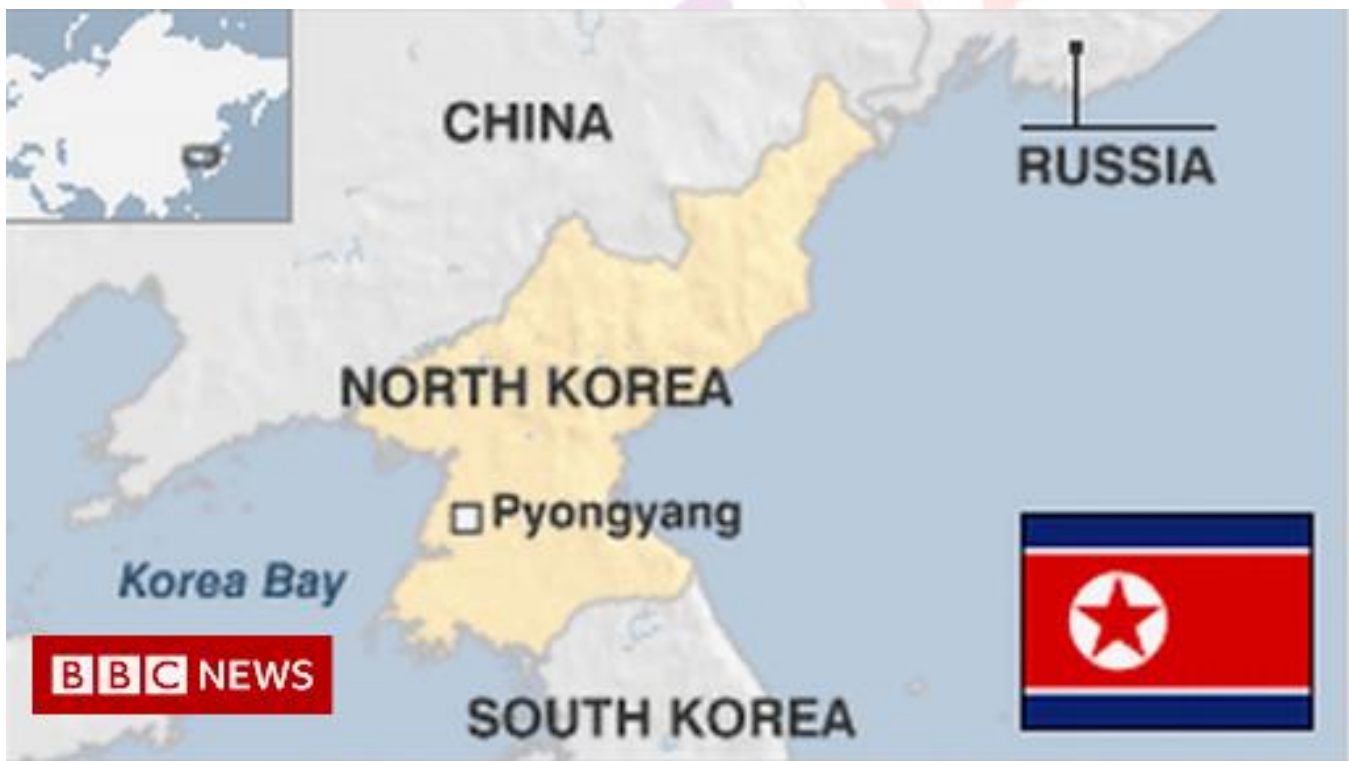 CHINA
RUSSIA
NORTH KOREA
Pyongyang
Korea Bay
BBC NEWS
SOUTH KOREA